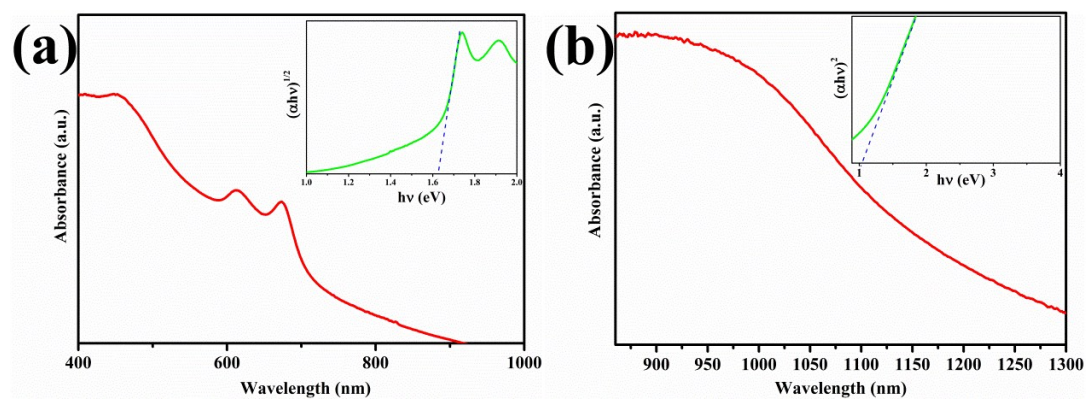 (a)
Absorbance (a.u.)
(αhν)1/2
1.0 1.2 1.4 1.6 1.8 2.0
hν (eV)
400 600 800 1000
Wavelength (nm)
(b)
Absorbance (a.u.)
(αhν)2
1 2 3 4
hν (eV)
900 950 1000 1050 1100 1150 1200 1250 1300
Wavelength (nm)